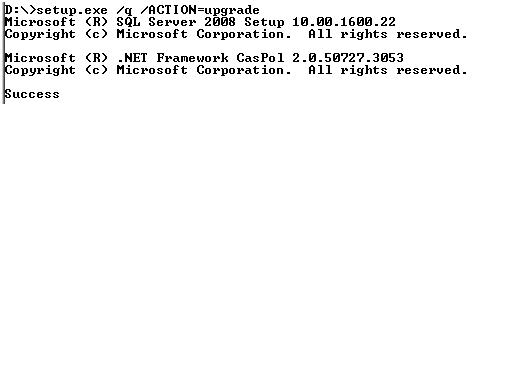 D:\>setup.exe /q /ACTION=upgrade
Microsoft (R) SQL Server 2008 Setup 10.00.1600.22
Copyright (c) Microsoft Corporation.  All rights reserved.
Microsoft (R) .NET Framework CasPol 2.0.50727.3053
Copyright (c) Microsoft Corporation.  All rights reserved.
Success